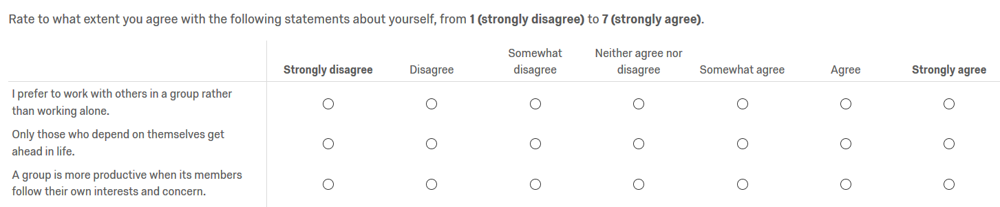 Rate to what extent you agree with the following statements about yourself, from 1 (strongly disagree) to 7 (strongly agree).
Strongly disagree
Disagree
Somewhat
disagree
Neither agree nor
disagree
Somewhat agree
Agree
Strongly agree
I prefer to work with others in a group rather
than working alone.
Only those who depend on themselves get
ahead in life.
A group is more productive when its members
follow their own interests and concern.